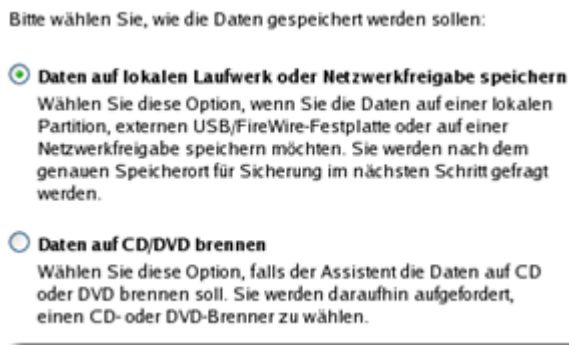 Bitte wählen Sie, wie die Daten gespeichert werden sollen:
Daten auf lokalen Laufwerk oder Netzwerkfreigabe speichern
Wählen Sie diese Option, wenn Sie die Daten auf einer lokalen
Partition, externen USB/FireWire-Festplatte oder auf einer
Netzwerkfreigabe speichern möchten. Sie werden nach dem
genauen Speicherort für Sicherung im nächsten Schritt gefragt
werden.
Daten auf CD/DVD brennen
Wählen Sie diese Option, falls der Assistent die Daten auf CD
oder DVD brennen soll. Sie werden daraufhin aufgefordert,
einen CD- oder DVD-Brenner zu wählen.